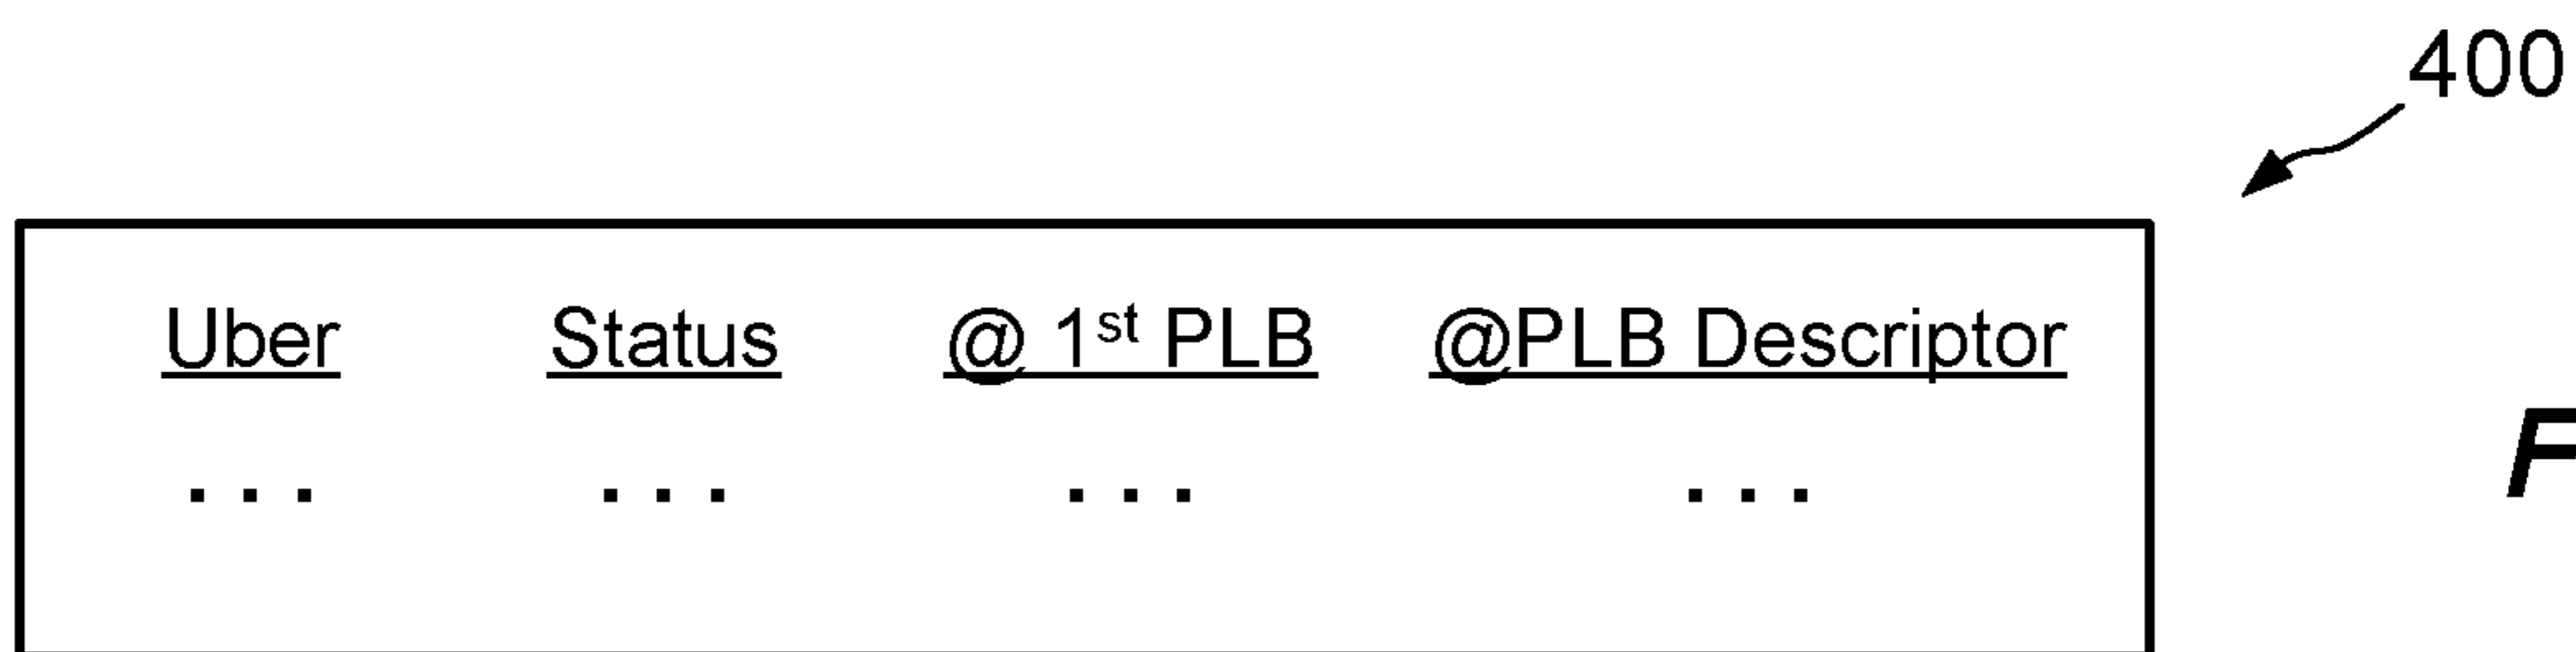 400
Uber Status @ 1st PLB @PLB Descriptor
... ... ... ...
F